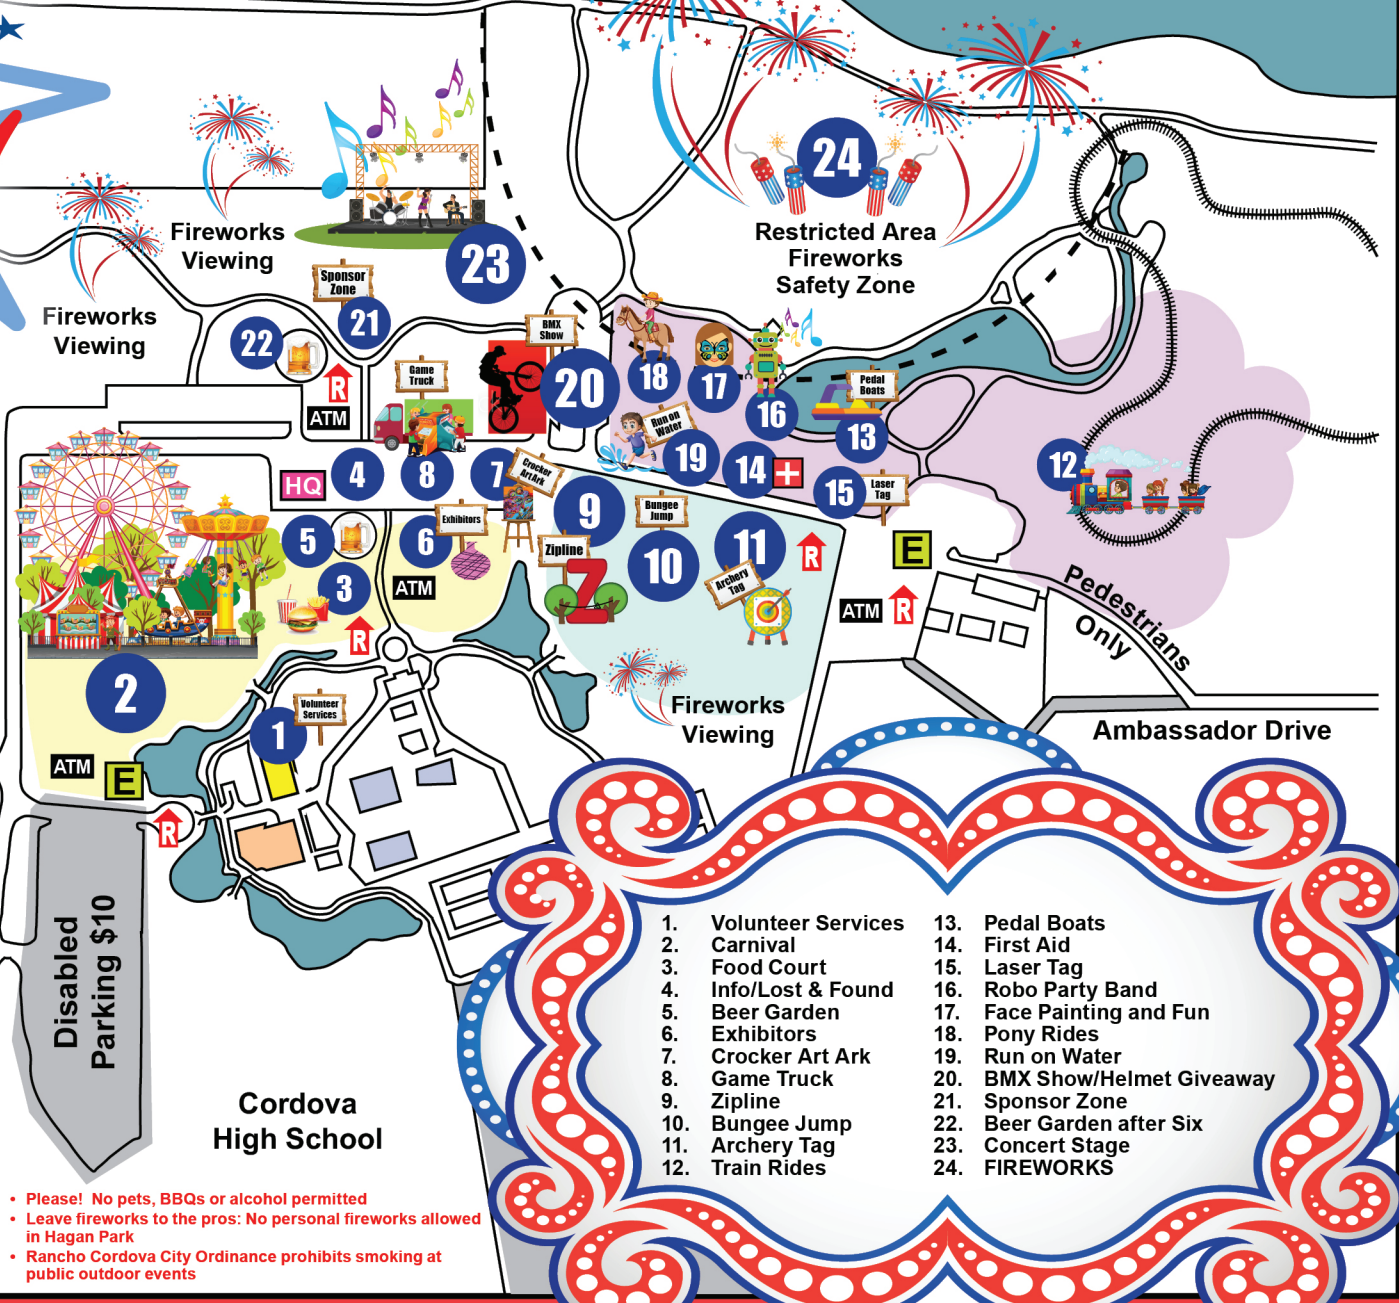 24
Restricted Area
Fireworks
Safety Zone
Fireworks
Viewing
23
Sponsor
Zone
21
Fireworks
Viewing
22
R
ATM
Game
Truck
BMX
Show
20
18
17
16
Pedal
Boats
13
Run on
Water
19
14
15
Laser
Tag
12
HQ
4
8
7
Crocker
Art Ark
9
Bungee
Jump
10
11
Archery
Tag
R
E
ATM
R
Pedestrians
Only
5
6
Exhibitors
Zipline
Z
3
ATM
R
2
Fireworks
Viewing
1
Volunteer
Services
ATM
E
R
Ambassador Drive
Disabled
Parking $10
Cordova
High School
1. Volunteer Services
2. Carnival
3. Food Court
4. Info/Lost & Found
5. Beer Garden
6. Exhibitors
7. Crocker Art Ark
8. Game Truck
9. Zipline
10. Bungee Jump
11. Archery Tag
12. Train Rides
13. Pedal Boats
14. First Aid
15. Laser Tag
16. Robo Party Band
17. Face Painting and Fun
18. Pony Rides
19. Run on Water
20. BMX Show/Helmet Giveaway
21. Sponsor Zone
22. Beer Garden after Six
23. Concert Stage
24. FIREWORKS
• Please! No pets, BBQs or alcohol permitted
• Leave fireworks to the pros: No personal fireworks allowed
in Hagan Park
• Rancho Cordova City Ordinance prohibits smoking at
public outdoor events